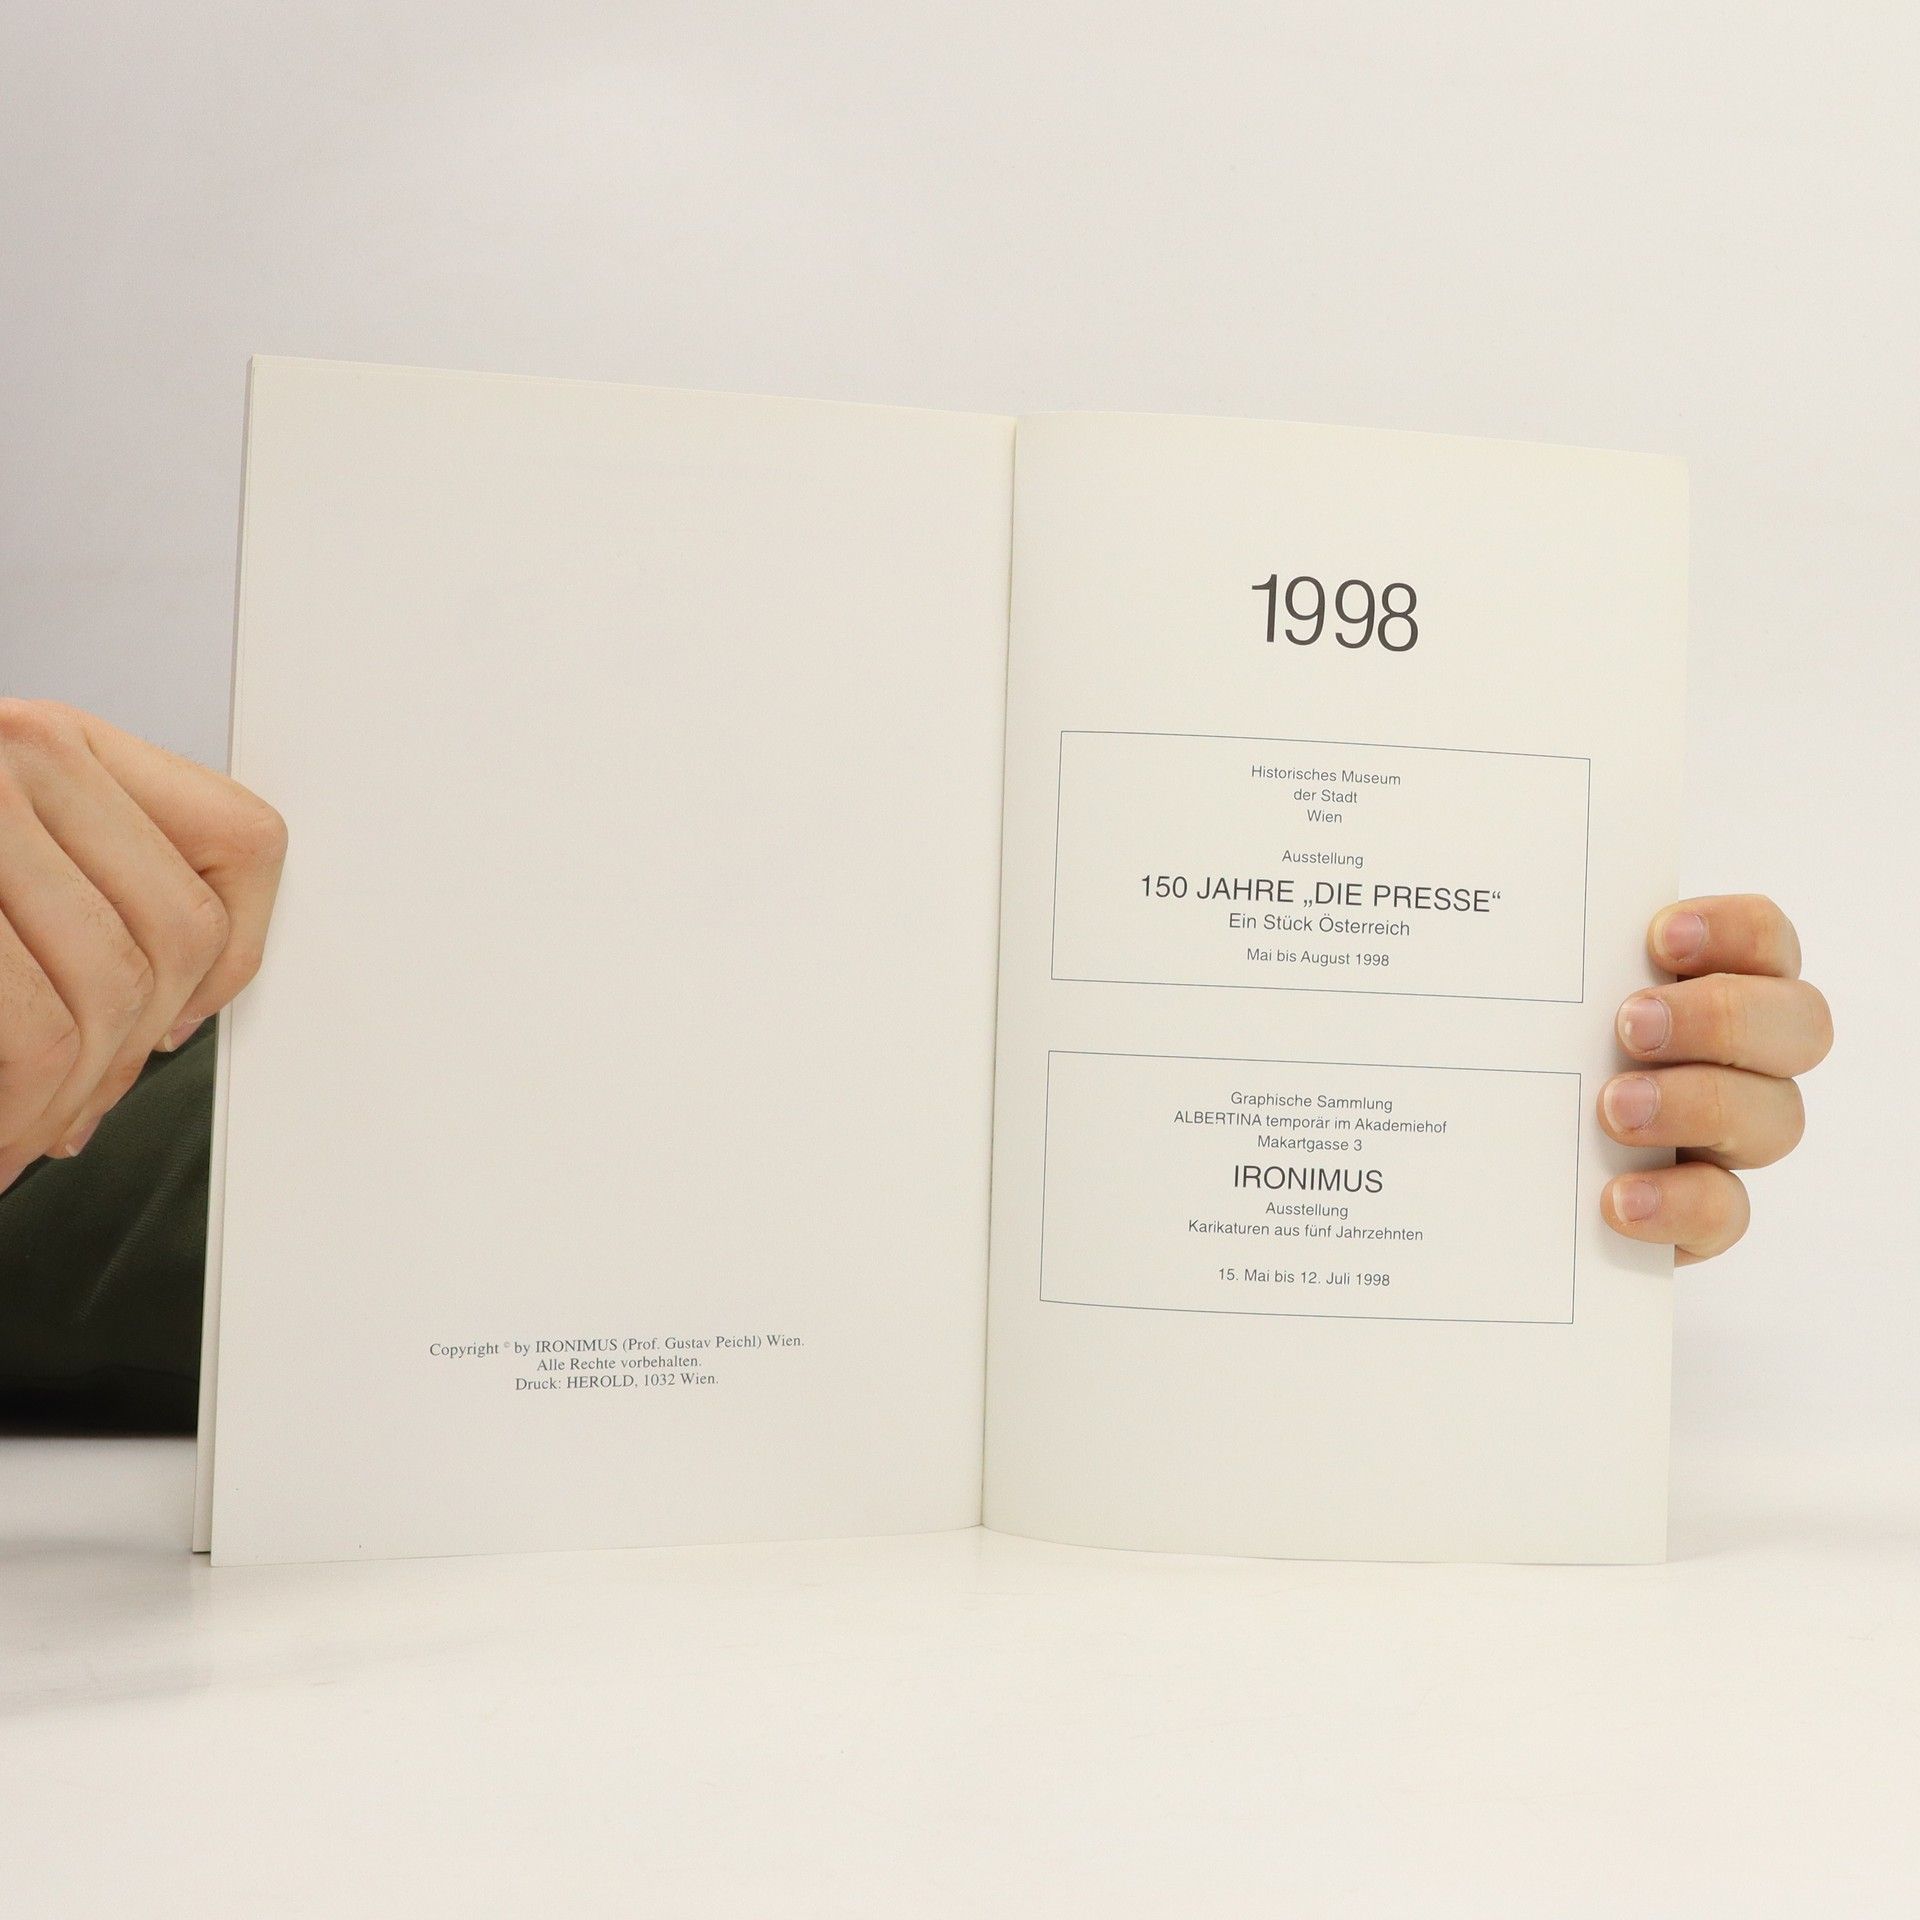 Copyright © by IRONIMUS (Prof. Gustav Peichl) Wien.
Alle Rechte vorbehalten.
Druck: HEROLD, 1032 Wien.
1998
Historisches Museum
der Stadt
Wien
Ausstellung
150 JAHRE „DIE PRESSE“
Ein Stück Österreich
Mai bis August 1998
Graphische Sammlung
ALBERTINA temporär im Akademiehof
Makartgasse 3
IRONIMUS
Ausstellung
Karikaturen aus fünf Jahrzehnten
15. Mai bis 12. Juli 1998